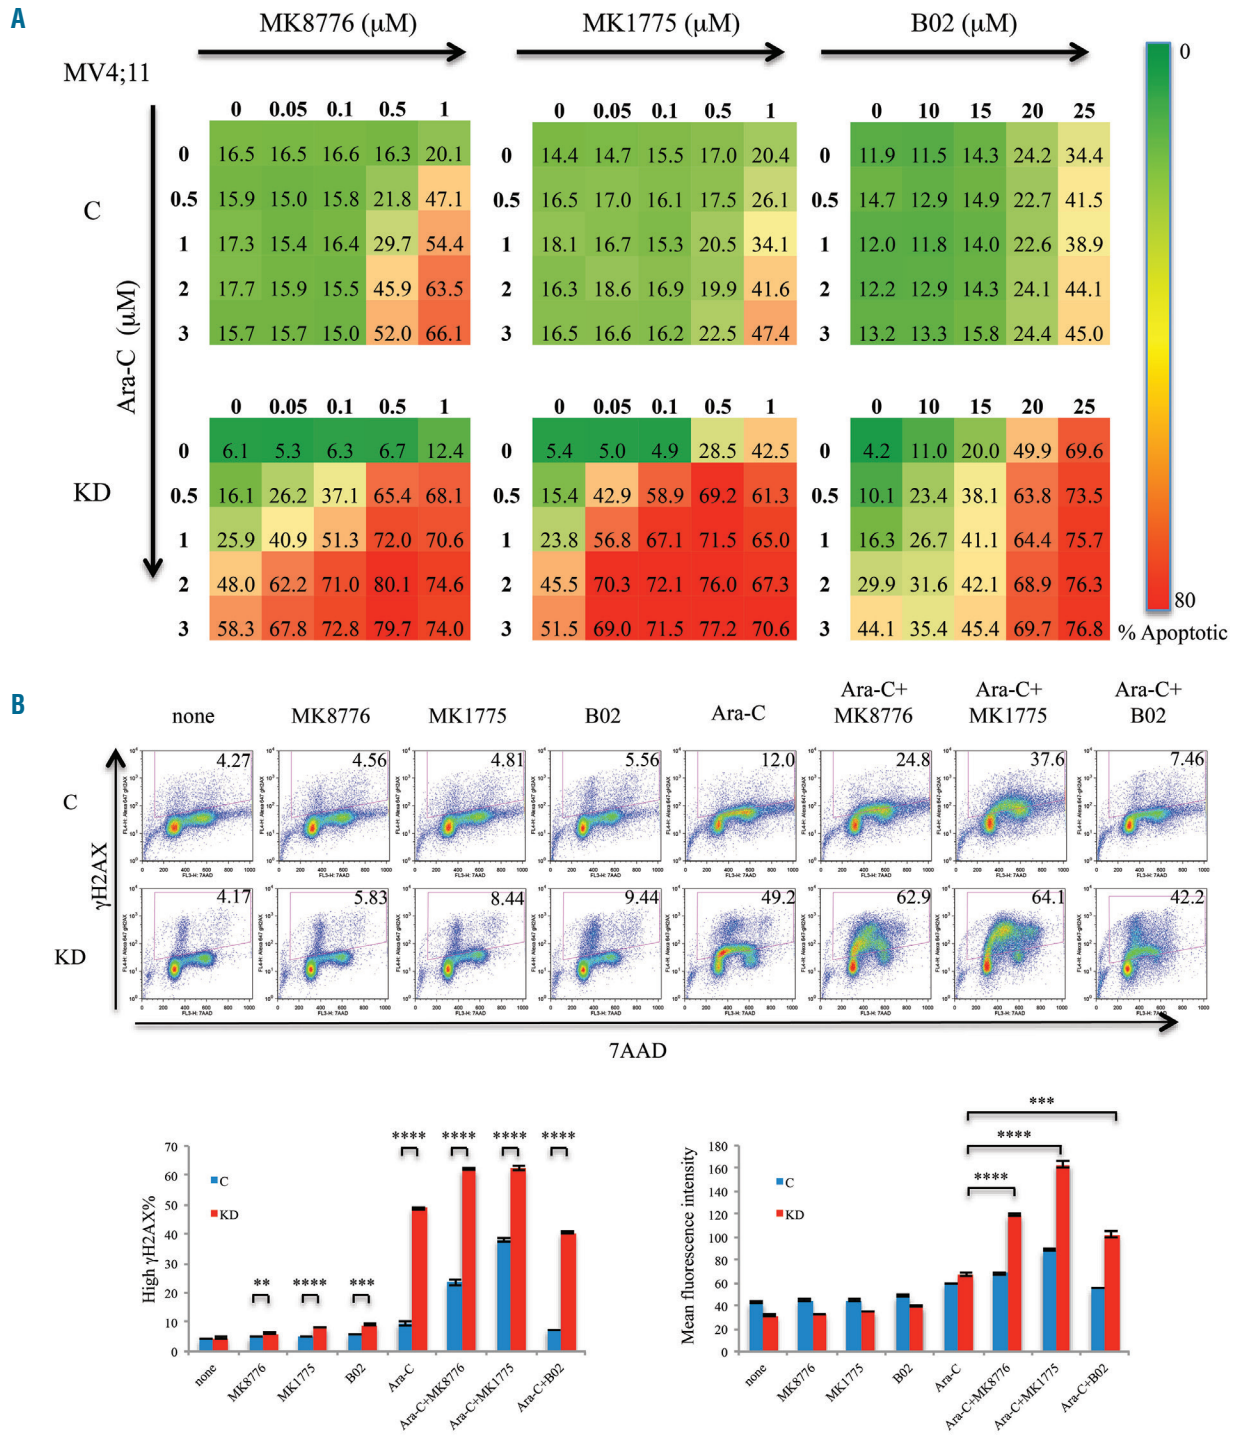 A
MK8776 (μM) MK1775 (μM) B02 (μM)
MV4;11
0
80
% Apoptotic
C
Ara-C (μM)
KD
0 0.05 0.1 0.5 1
0 16.5 16.5 16.6 16.3 20.1
0.5 15.9 15.0 15.8 21.8 47.1
1 17.3 15.4 16.4 29.7 54.4
2 17.7 15.9 15.5 45.9 63.5
3 15.7 15.7 15.0 52.0 66.1
0 0.05 0.1 0.5 1
0 14.4 14.7 15.5 17.0 20.4
0.5 16.5 17.0 16.1 17.5 26.1
1 18.1 16.7 15.3 20.5 34.1
2 16.3 18.6 16.9 19.9 41.6
3 16.5 16.6 16.2 22.5 47.4
0 10 15 20 25
0 11.9 11.5 14.3 24.2 34.4
0.5 14.7 12.9 14.9 22.7 41.5
1 12.0 11.8 14.0 22.6 38.9
2 12.2 12.9 14.3 24.1 44.1
3 13.2 13.3 15.8 24.4 45.0
0 0.05 0.1 0.5 1
0 6.1 5.3 6.3 6.7 12.4
0.5 16.1 26.2 37.1 65.4 68.1
1 25.9 40.9 51.3 72.0 70.6
2 48.0 62.2 71.0 80.1 74.6
3 58.3 67.8 72.8 79.7 74.0
0 0.05 0.1 0.5 1
0 5.4 5.0 4.9 28.5 42.5
0.5 15.4 42.9 58.9 69.2 61.3
1 23.8 56.8 67.1 71.5 65.0
2 45.5 70.3 72.1 76.0 67.3
3 51.5 69.0 71.5 77.2 70.6
0 10 15 20 25
0 4.2 11.0 20.0 49.9 69.6
0.5 10.1 23.4 38.1 63.8 73.5
1 16.3 26.7 41.1 64.4 75.7
2 29.9 31.6 42.1 68.9 76.3
3 44.1 35.4 45.4 69.7 76.8
B
none MK8776 MK1775 B02 Ara-C Ara-C+ MK8776 Ara-C+ MK1775 Ara-C+ B02
γH2AX
C
4.27 4.56 4.81 5.56 12.0 24.8 37.6 7.46
KD
4.17 5.83 8.44 9.44 49.2 62.9 64.1 42.2
FL3-H: 7AAD
7AAD
High γH2AX%
70
60
50
40
30
20
10
0
C
KD
** **** *** **** **** **** ****
none MK8776 MK1775 B02 Ara-C Ara-C+MK8776 Ara-C+MK1775 Ara-C+B02
Mean fluorescence intensity
180
160
140
120
100
80
60
40
20
0
C
KD
***
****
****
none MK8776 MK1775 B02 Ara-C Ara-C+MK8776 Ara-C+MK1775 Ara-C+B02